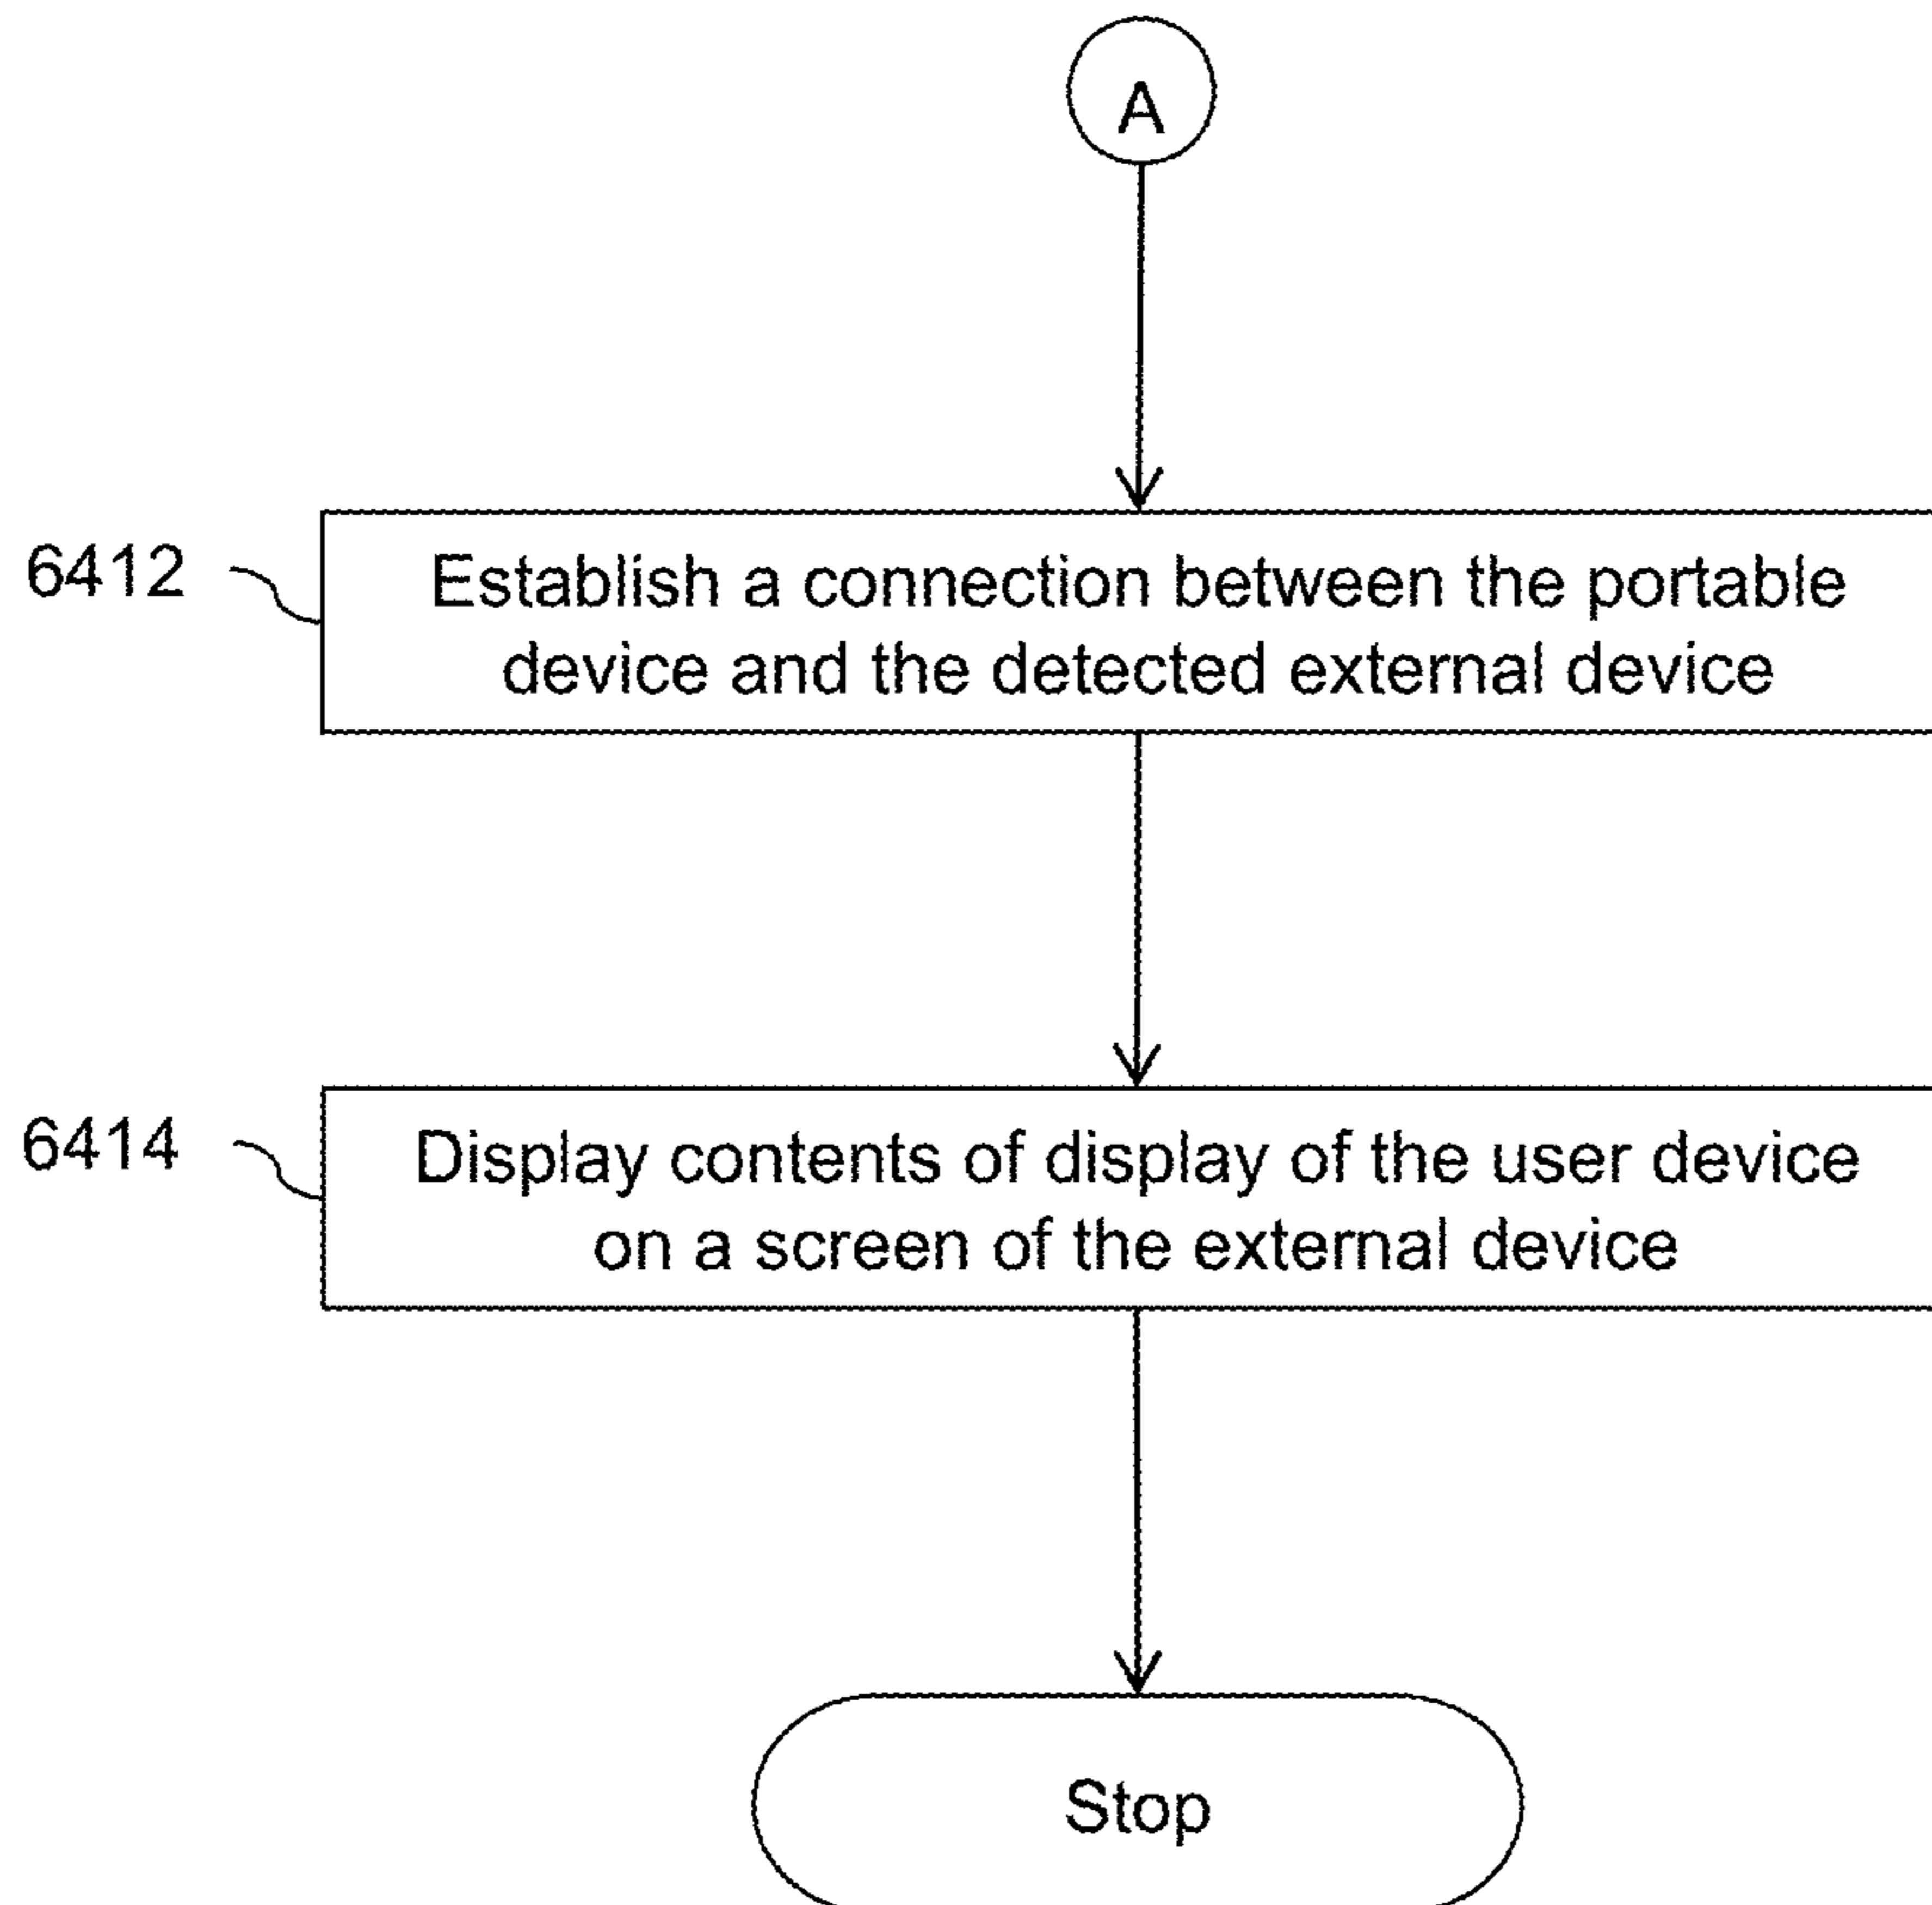 A
6412
Establish a connection between the portable
device and the detected external device
6414
Display contents of display of the user device
on a screen of the external device
Stop